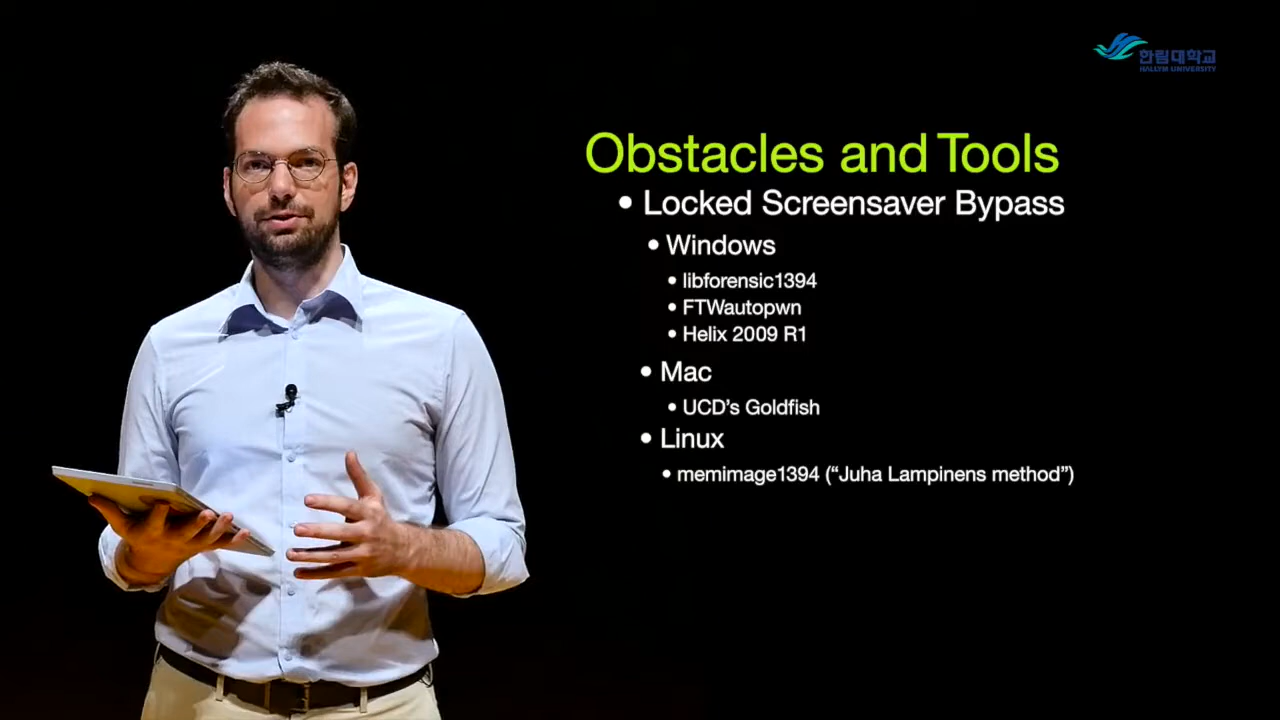 한림대학교
HALLYM UNIVERSITY
Obstacles and Tools
• Locked Screensaver Bypass
• Windows
• libforensic1394
• FTWautopwn
• Helix 2009 R1
• Mac
• UCD's Goldfish
• Linux
• memimage1394 (“Juha Lampinens method”)